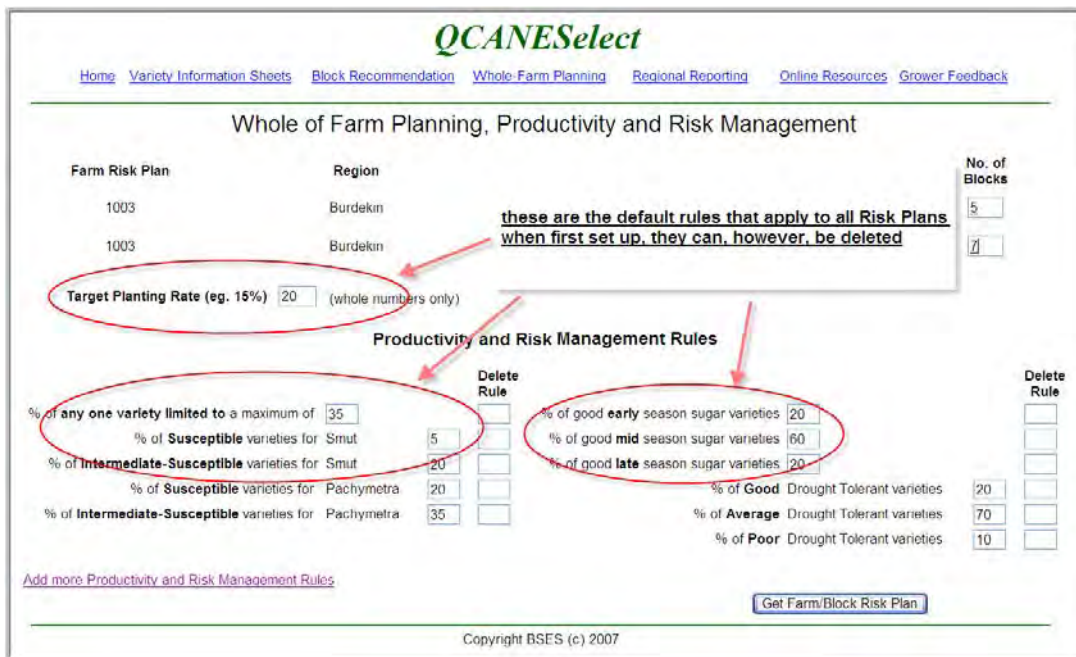 QCANESelect
Home Variety Information Sheets Block Recommendation Whole-Farm Planning Regional Reporting Online Resources Grower Feedback
Whole of Farm Planning, Productivity and Risk Management
Farm Risk Plan Region No. of Blocks
1003 Burdekin 5
1003 Burdekin 7
these are the default rules that apply to all Risk Plans
when first set up, they can, however, be deleted
Target Planting Rate (eg. 15%) 20 (whole numbers only)
Productivity and Risk Management Rules
Delete Rule Delete Rule
% of any one variety limited to a maximum of 35 % of good early season sugar varieties 20
% of Susceptible varieties for Smut 5 % of good mid season sugar varieties 60
% of Intermediate-Susceptible varieties for Smut 20 % of good late season sugar varieties 20
% of Susceptible varieties for Pachymetra 20 % of Good Drought Tolerant varieties 20
% of Intermediate-Susceptible varieties for Pachymetra 35 % of Average Drought Tolerant varieties 70
% of Poor Drought Tolerant varieties 10
Add more Productivity and Risk Management Rules
Get Farm/Block Risk Plan
Copyright BSES (c) 2007